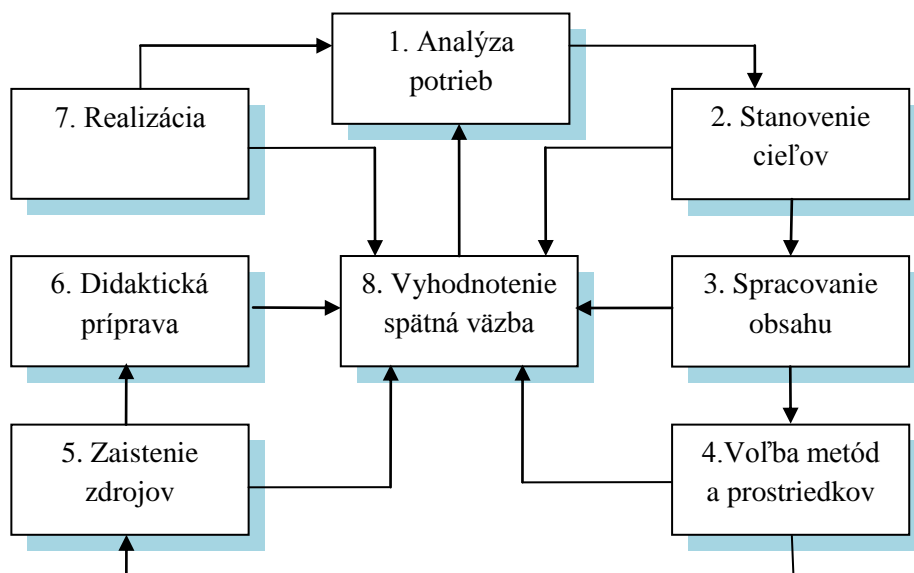 1. Analýza
potrieb
7. Realizácia
2. Stanovenie
cieľov
6. Didaktická
príprava
8. Vyhodnotenie
spätná väzba
3. Spracovanie
obsahu
5. Zaistenie
zdrojov
4.Voľba metód
a prostriedkov